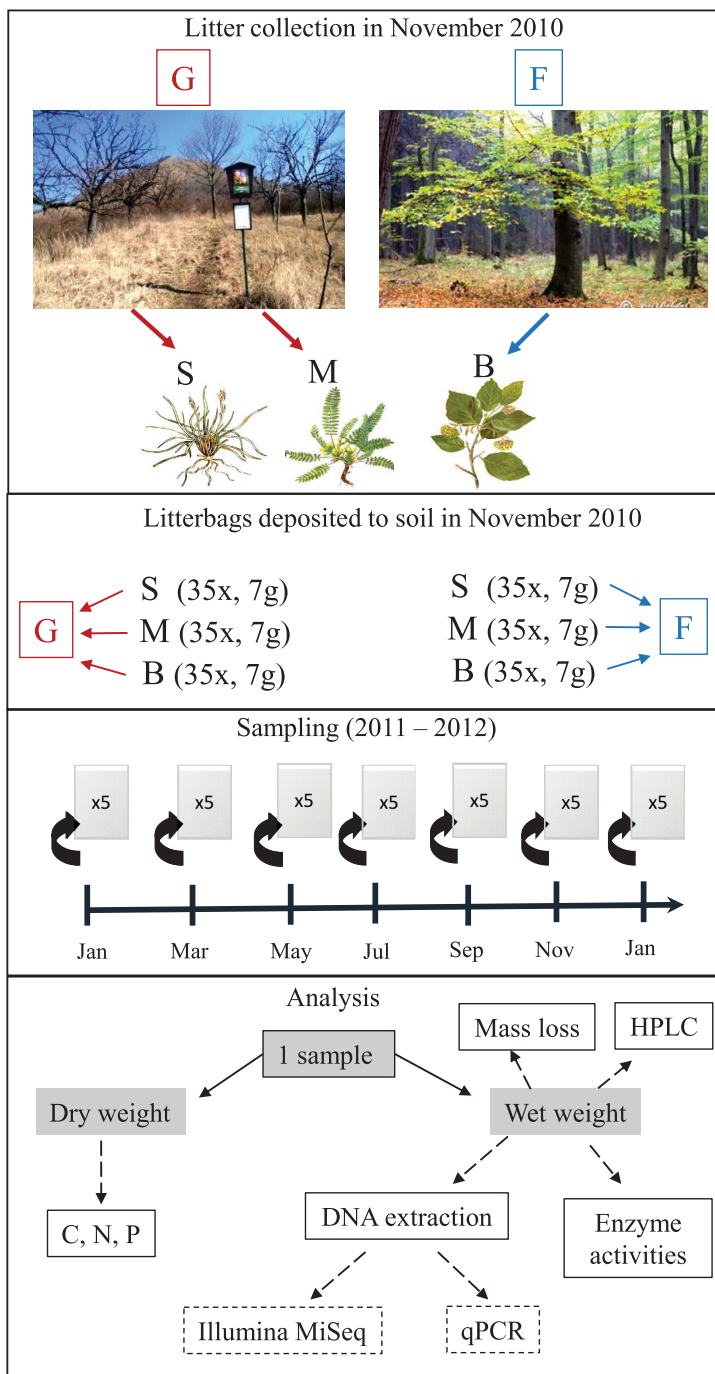 Litter collection in November 2010
G
F
S
M
B
Litterbags deposited to soil in November 2010
S (35x, 7g)
M (35x, 7g)
B (35x, 7g)
G
S (35x, 7g)
M (35x, 7g)
B (35x, 7g)
F
Sampling (2011 – 2012)
x5 x5 x5 x5 x5 x5 x5
Jan Mar May Jul Sep Nov Jan
Analysis
1 sample
Mass loss
HPLC
Dry weight
Wet weight
C, N, P
DNA extraction
Enzyme
activities
Illumina MiSeq
qPCR